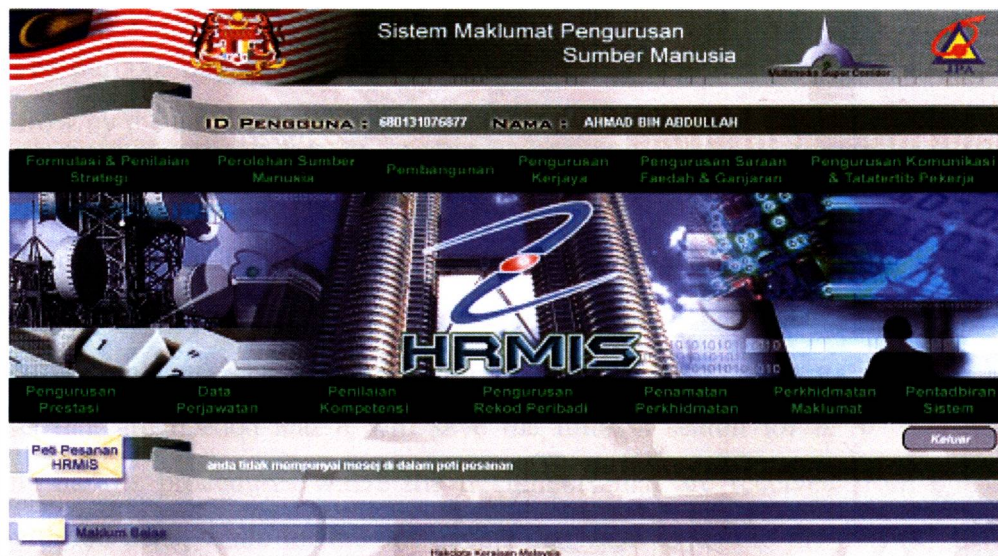 Sistem Maklumat Pengurusan
Sumber Manusia
Multimedia Super Corridor
JPA
ID PENGGUNA : 680131076877 NAMA : AHMAD BIN ABDULLAH
Formulasi & Penilaian
Strategi
Perolehan Sumber
Manusia
Pembangunan
Pengurusan
Kerjaya
Pengurusan Saraan
Faedah & Ganjaran
Pengurusan Komunikasi
& Tatatertib Pekerja
HRMIS
Pengurusan
Prestasi
Data
Perjawatan
Penilaian
Kompetensi
Pengurusan
Rekod Peribadi
Penamatan
Perkhidmatan
Perkhidmatan
Maklumat
Pentadbiran
Sistem
Keluar
Peti Pesanan
HRMIS
anda tidak mempunyai mesej di dalam peti pesanan
Maklum Balas
Hakcipta Kerajaan Malaysia